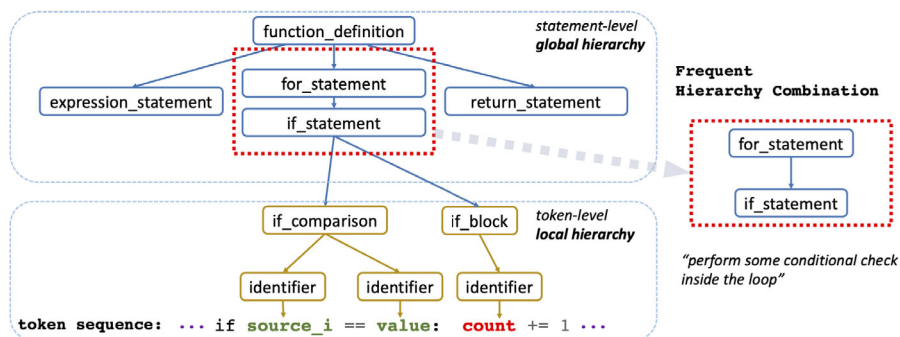 function_definition
statement-level
global hierarchy
for_statement
expression_statement
return_statement
if_statement
Frequent
Hierarchy Combination
for_statement
if_statement
"perform some conditional check
inside the loop"
if_comparison
if_block
token-level
local hierarchy
identifier
identifier
identifier
token sequence: ... if source_i == value: count += 1 ...